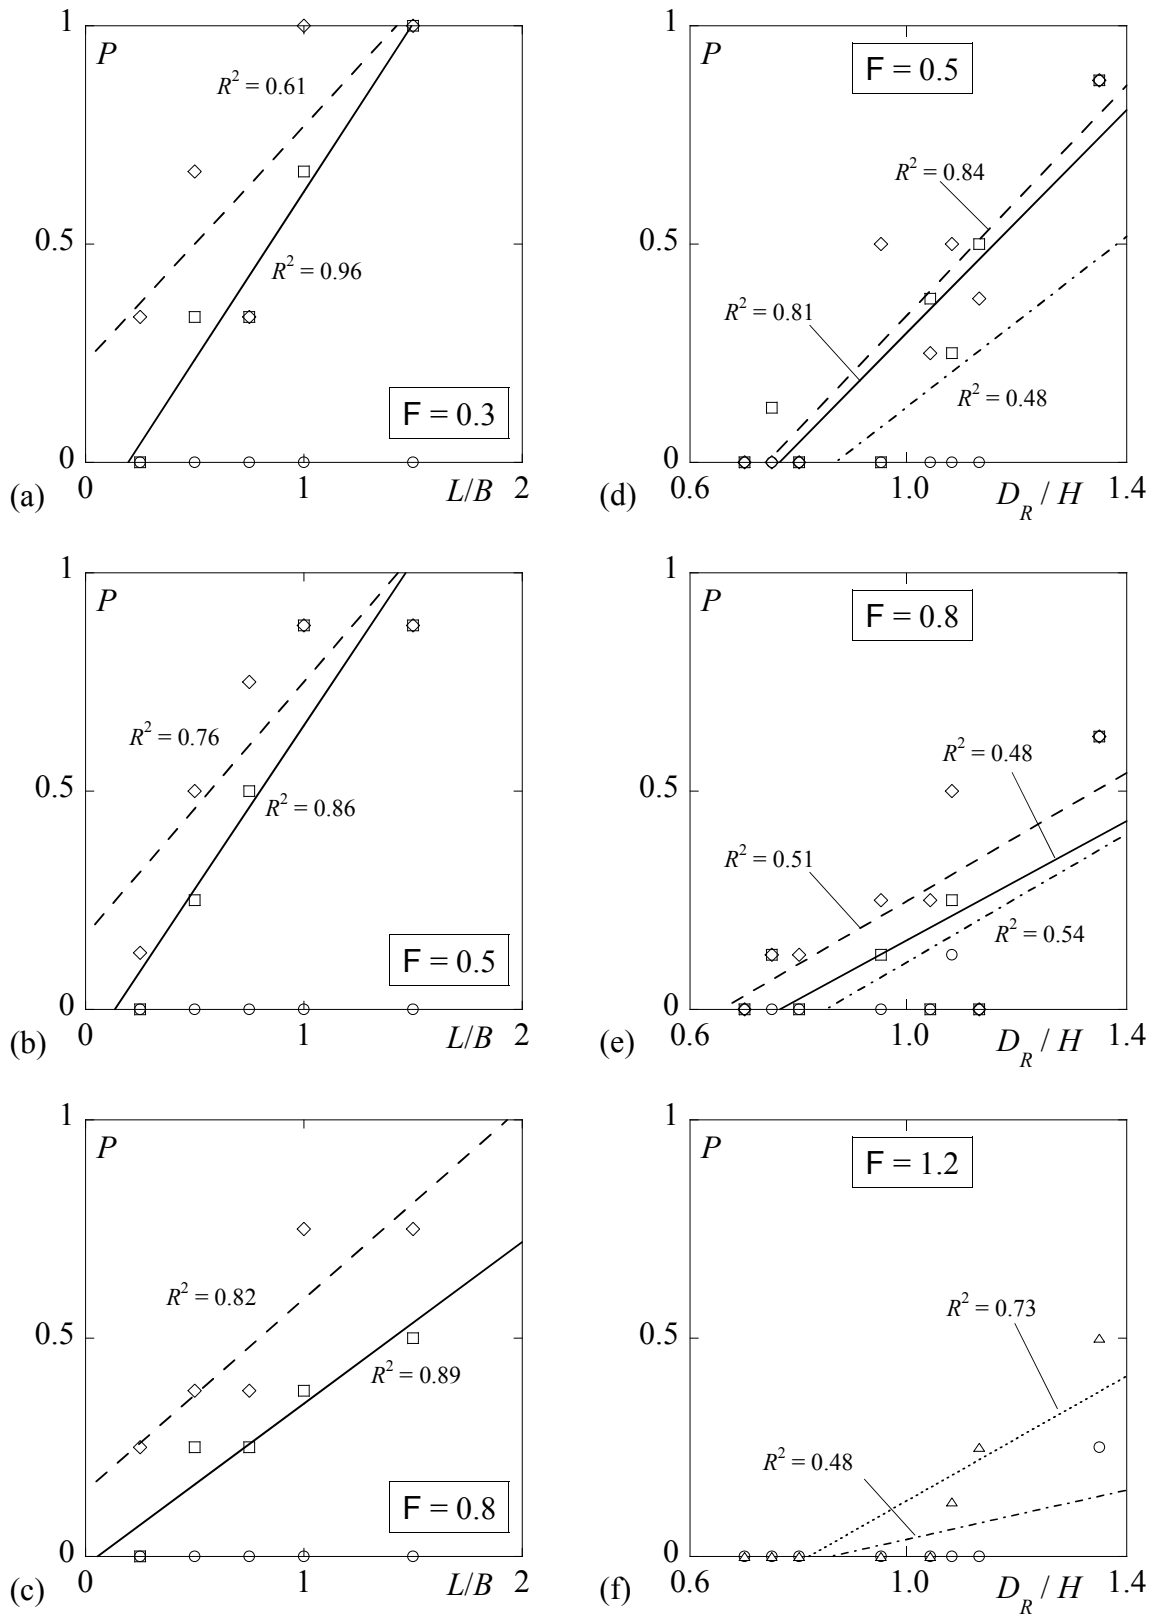 1
P
R² = 0.61
0.5
R² = 0.96
F = 0.3
0
(a)
0
1
L/B
2
1
P
F = 0.5
R² = 0.84
0.5
R² = 0.81
R² = 0.48
0
(d)
0.6
1.0
D_R / H
1.4
1
P
R² = 0.76
0.5
R² = 0.86
F = 0.5
0
(b)
0
1
L/B
2
1
P
F = 0.8
R² = 0.48
0.5
R² = 0.51
R² = 0.54
0
(e)
0.6
1.0
D_R / H
1.4
1
P
0.5
R² = 0.82
R² = 0.89
F = 0.8
0
(c)
0
1
L/B
2
1
P
F = 1.2
R² = 0.73
0.5
R² = 0.48
0
(f)
0.6
1.0
D_R / H
1.4